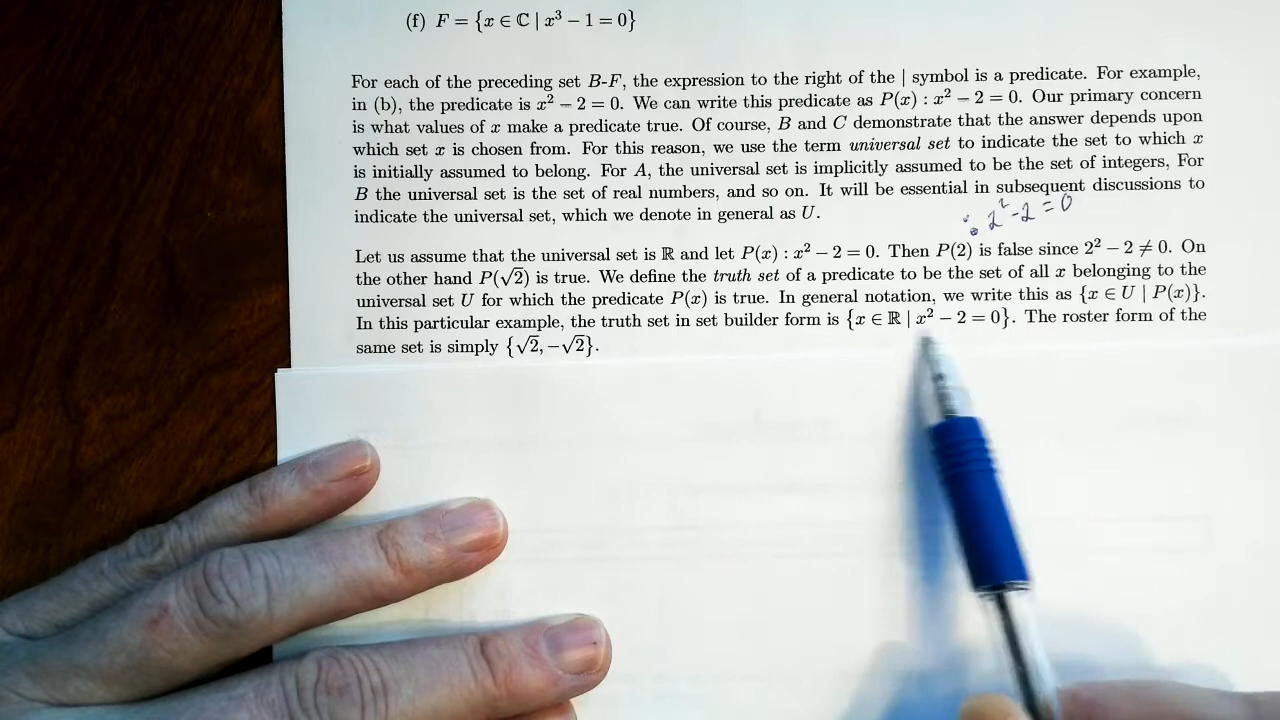 (f) F = {x ∈ ℂ | x³ − 1 = 0}
For each of the preceding set B-F, the expression to the right of the | symbol is a predicate. For example,
in (b), the predicate is x² − 2 = 0. We can write this predicate as P(x) : x² − 2 = 0. Our primary concern
is what values of x make a predicate true. Of course, B and C demonstrate that the answer depends upon
which set x is chosen from. For this reason, we use the term universal set to indicate the set to which x
is initially assumed to belong. For A, the universal set is implicitly assumed to be the set of integers, For
B the universal set is the set of real numbers, and so on. It will be essential in subsequent discussions to
indicate the universal set, which we denote in general as U.
2² - 2 = 0
Let us assume that the universal set is ℝ and let P(x) : x² − 2 = 0. Then P(2) is false since 2² − 2 ≠ 0. On
the other hand P(√2) is true. We define the truth set of a predicate to be the set of all x belonging to the
universal set U for which the predicate P(x) is true. In general notation, we write this as {x ∈ U | P(x)}.
In this particular example, the truth set in set builder form is {x ∈ ℝ | x² − 2 = 0}. The roster form of the
same set is simply {√2, −√2}.